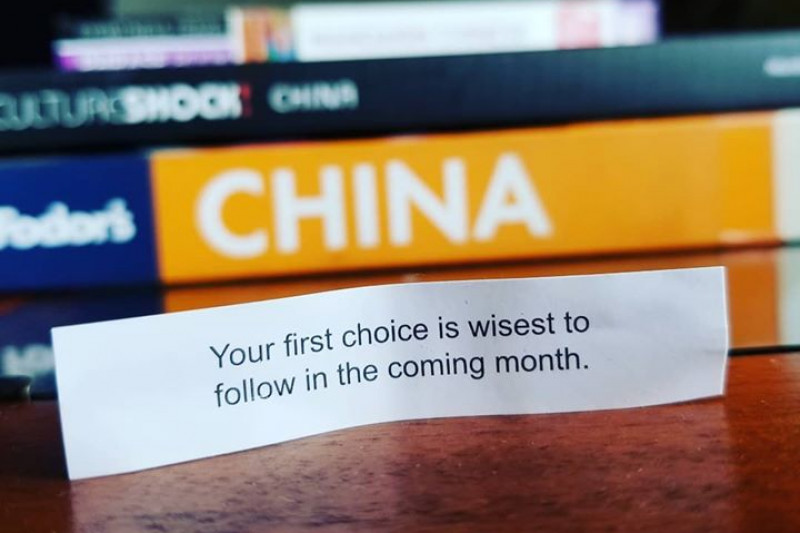 CULTURESHOCK! CHINA
Fodor's CHINA
Your first choice is wisest to
follow in the coming month.